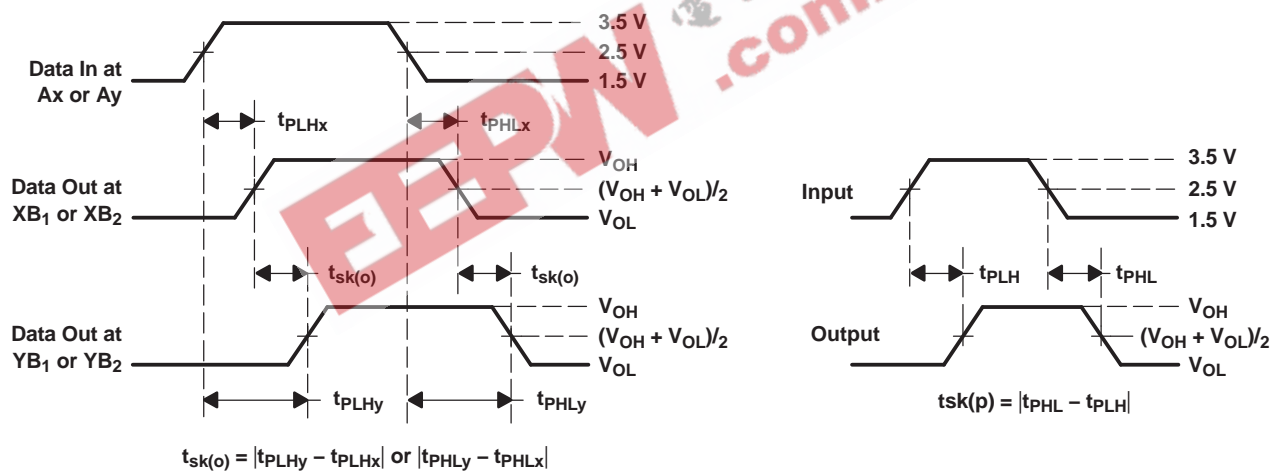 3.5 V
2.5 V
1.5 V
Data In at
Ax or Ay
tPLHx
tPHLx
VOH
(VOH + VOL)/2
VOL
Data Out at
XB1 or XB2
tsk(o)
tsk(o)
VOH
(VOH + VOL)/2
VOL
Data Out at
YB1 or YB2
tPLHy
tPHLy
tsk(o) = |tPLHy – tPLHx| or |tPHLy – tPHLx|
3.5 V
2.5 V
1.5 V
Input
tPLH
tPHL
VOH
(VOH + VOL)/2
VOL
Output
tsk(p) = |tPHL – tPLH|
EEPW
.com